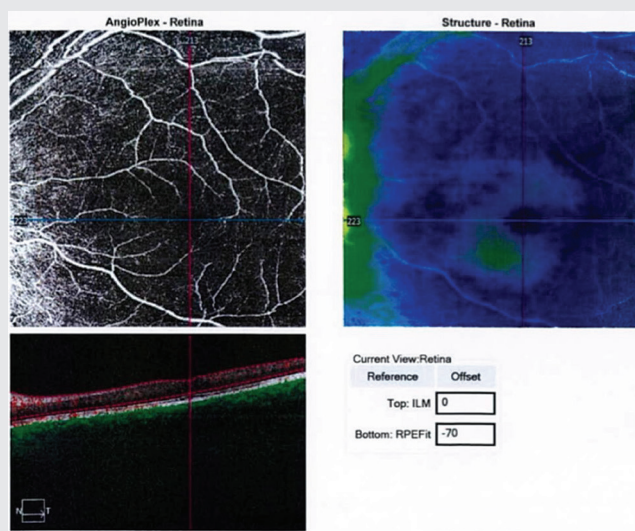 AngioPlex - Retina
Structure - Retina
213
213
223
223
Current View:Retina
Reference Offset
Top: ILM 0
Bottom: RPEFit -70
N T